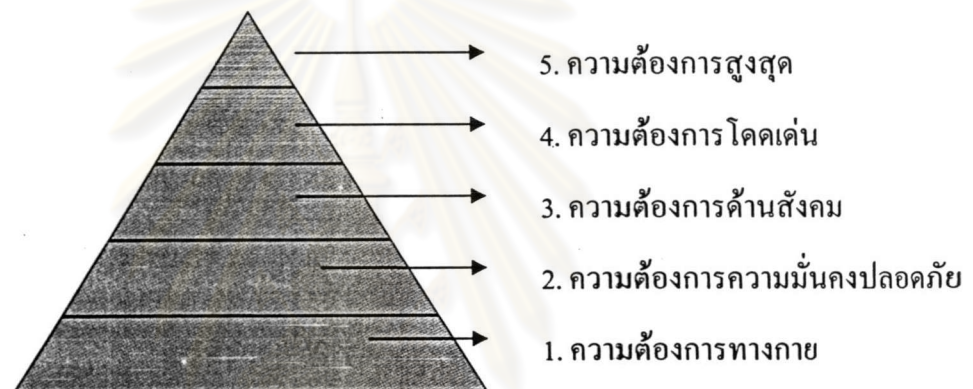 5. ความต้องการสูงสุด
4. ความต้องการโดดเด่น
3. ความต้องการด้านสังคม
2. ความต้องการความมั่นคงปลอดภัย
1. ความต้องการทางกาย